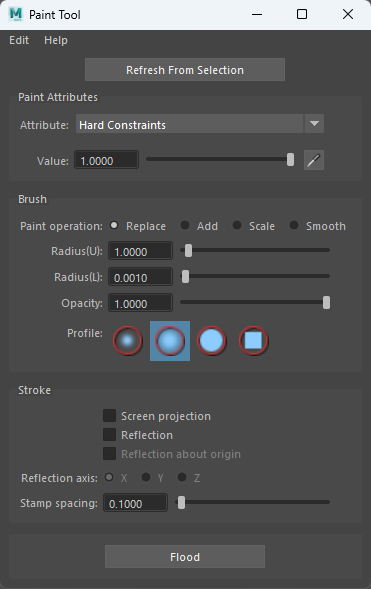 Paint Tool
Edit Help
Refresh From Selection
Paint Attributes
Attribute: Hard Constraints
Value: 1.0000
Brush
Paint operation: Replace Add Scale Smooth
Radius(U): 1.0000
Radius(L): 0.0010
Opacity: 1.0000
Profile:
Stroke
Screen projection
Reflection
Reflection about origin
Reflection axis: X Y Z
Stamp spacing: 0.1000
Flood